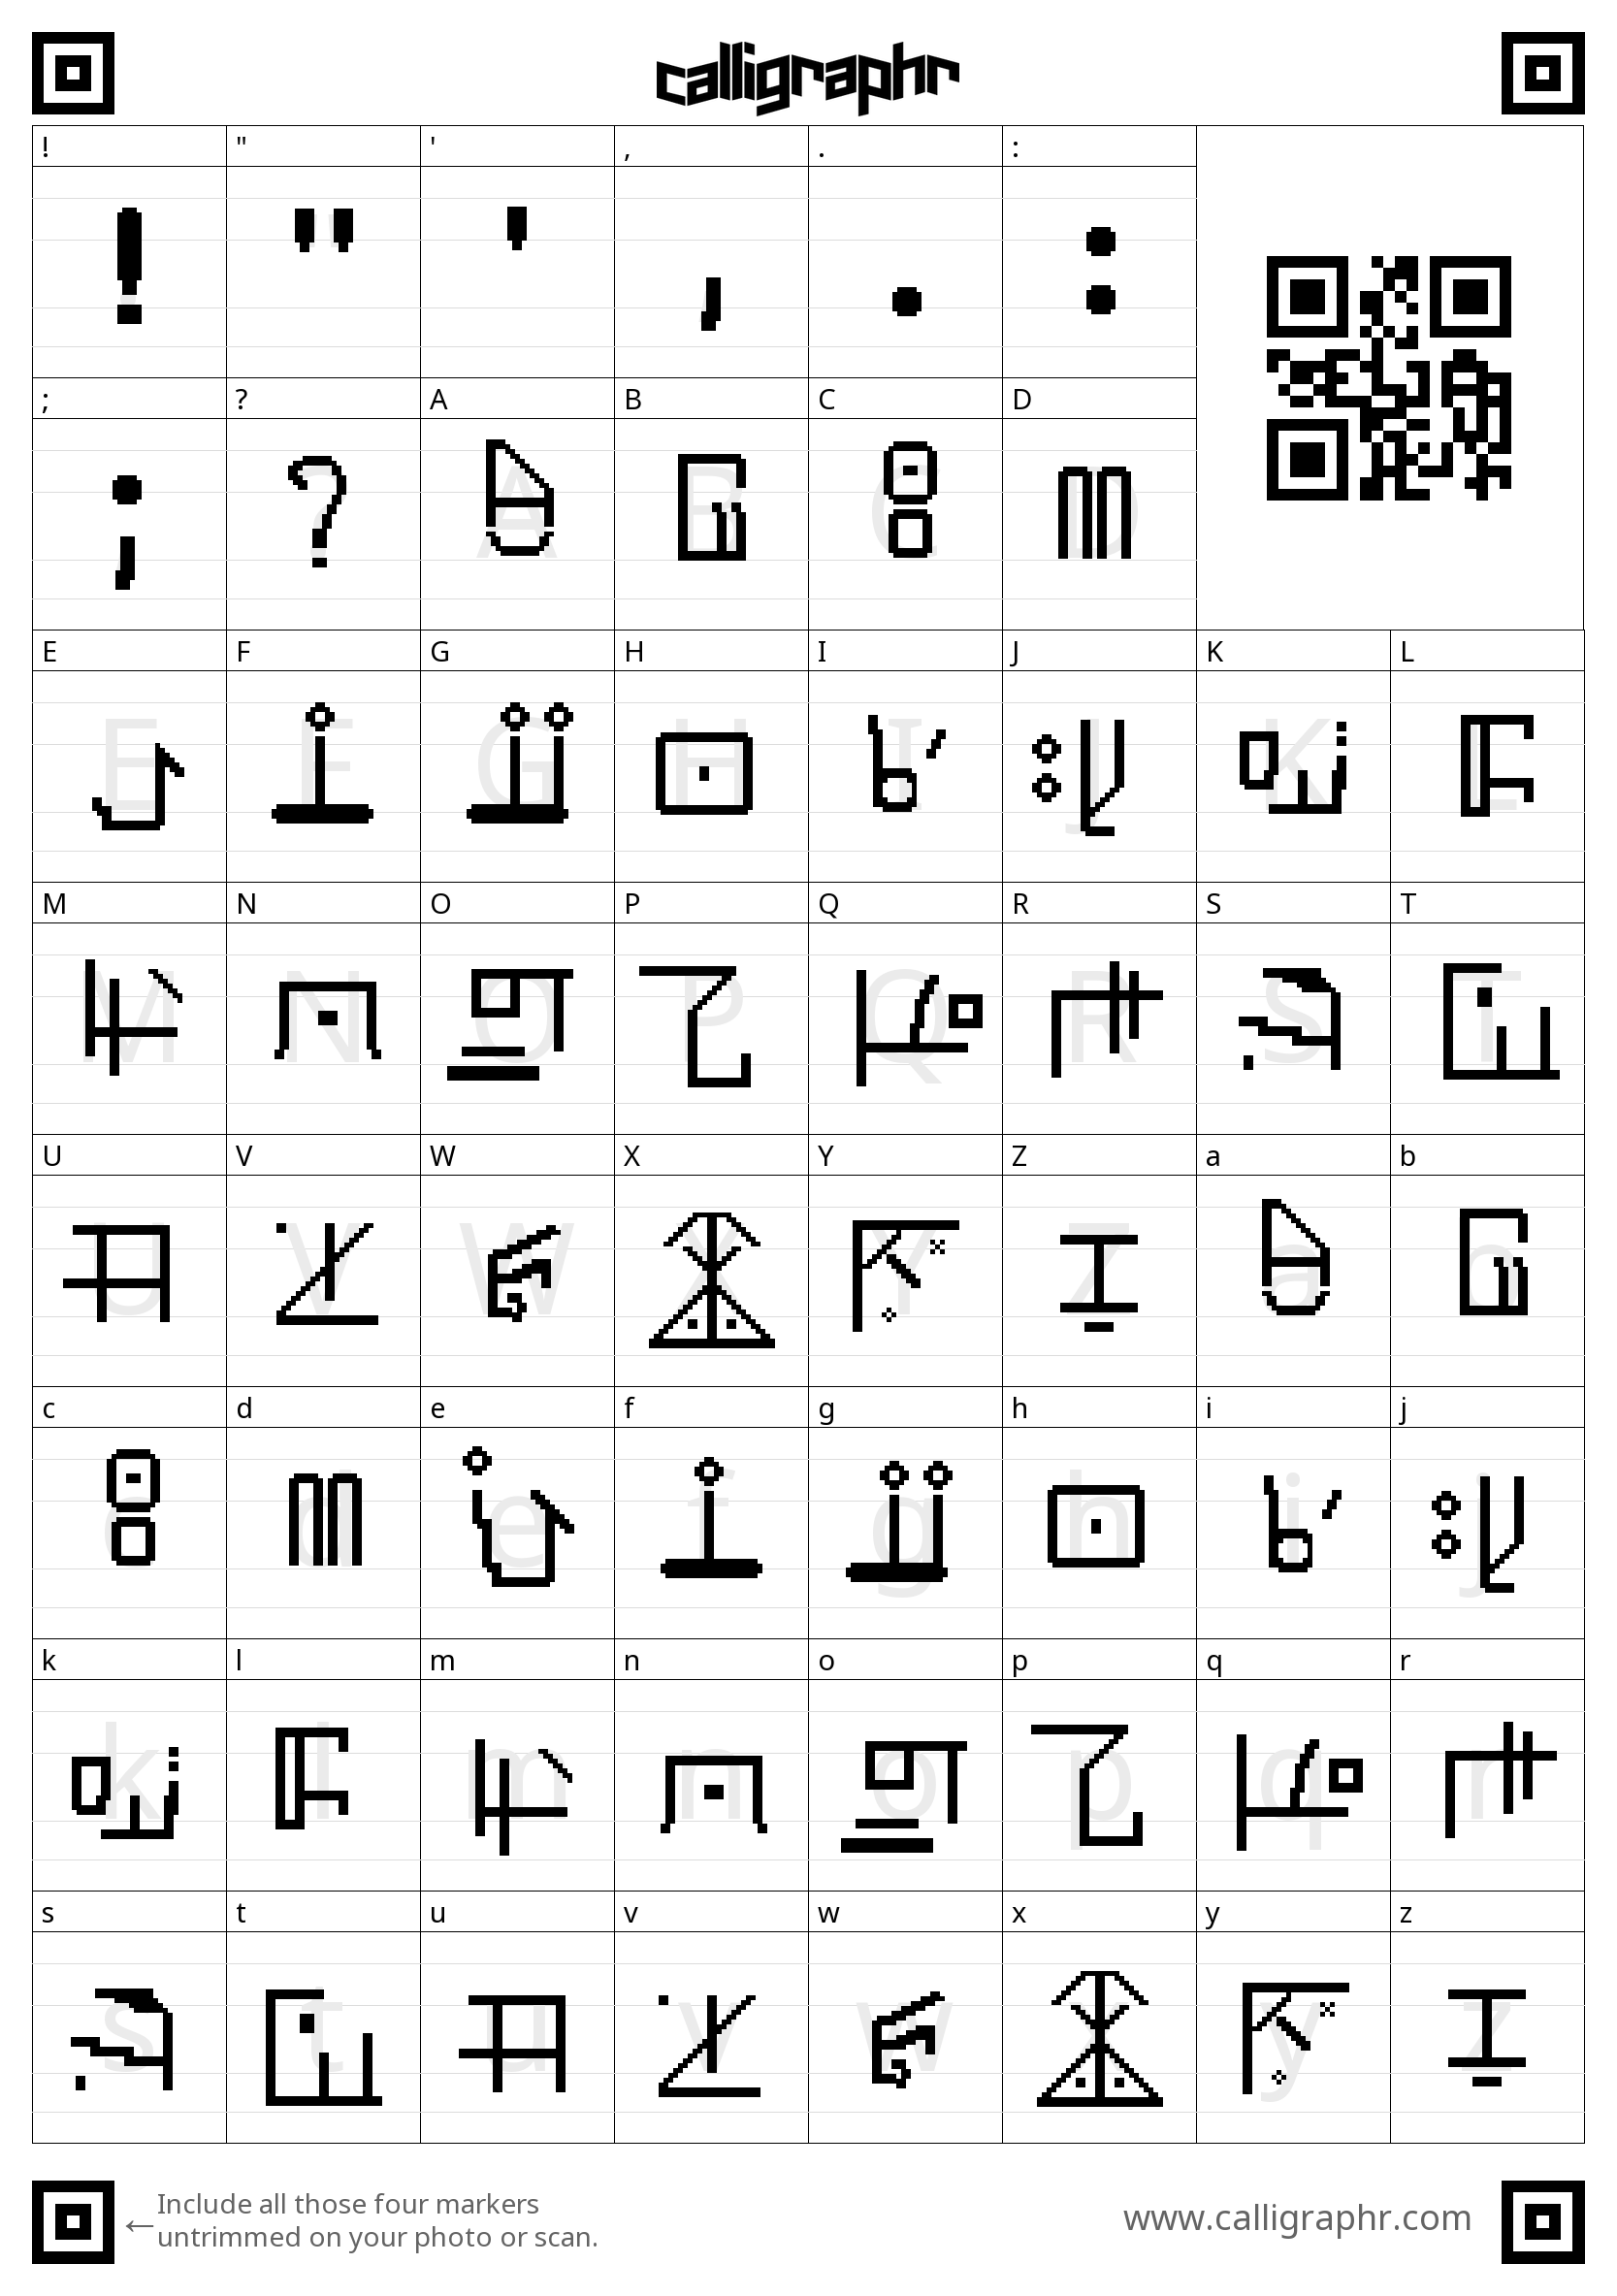 calligraphr
! " ' , . :
; ? A B C D
E F G H I J K L
M N O P Q R S T
U V W X Y Z a b
c d e f g h i j
k l m n o p q r
s t u v w x y z
←Include all those four markers
untrimmed on your photo or scan.
www.calligraphr.com